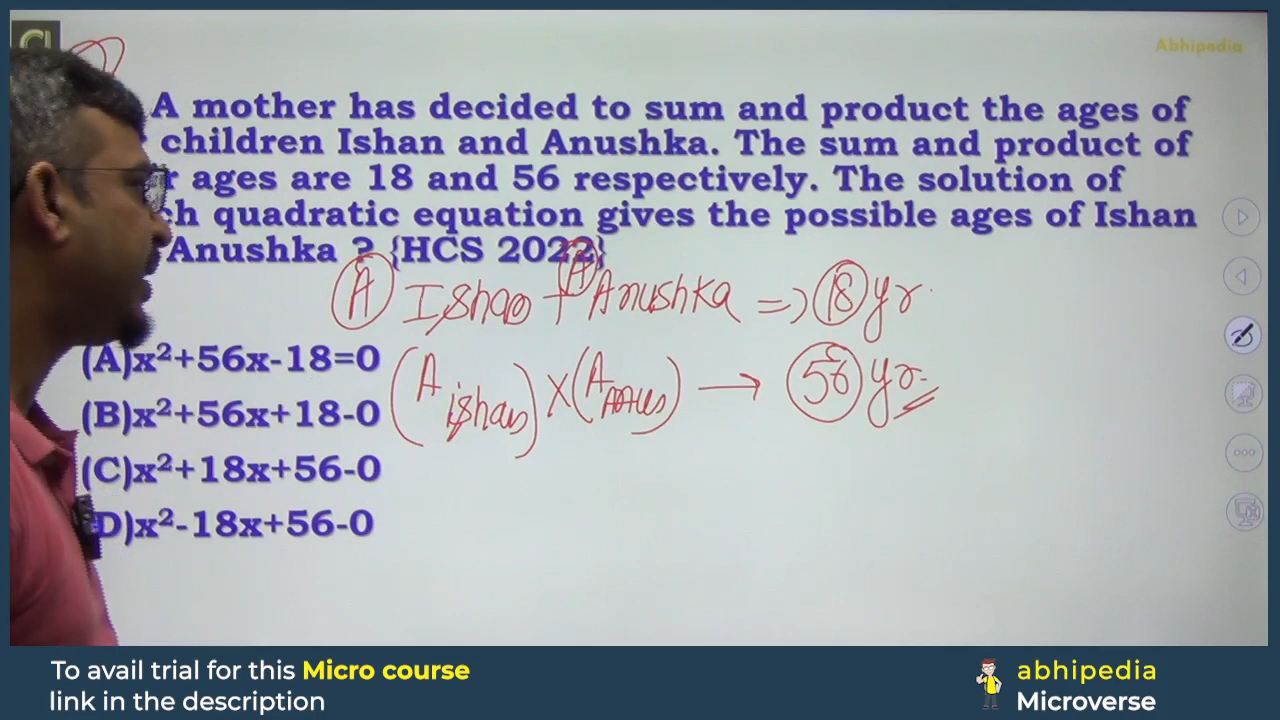 Abhipedia
A mother has decided to sum and product the ages of
children Ishan and Anushka. The sum and product of
ages are 18 and 56 respectively. The solution of
quadratic equation gives the possible ages of Ishan
Anushka ? {HCS 2022}
A Ishan + A Anushka => 18 yr.
(A)x²+56x-18=0
(A ishan) X (A Anus) → 56 yr.
(B)x²+56x+18-0
(C)x²+18x+56-0
D)x²-18x+56-0
To avail trial for this Micro course
link in the description
abhipedia
Microverse